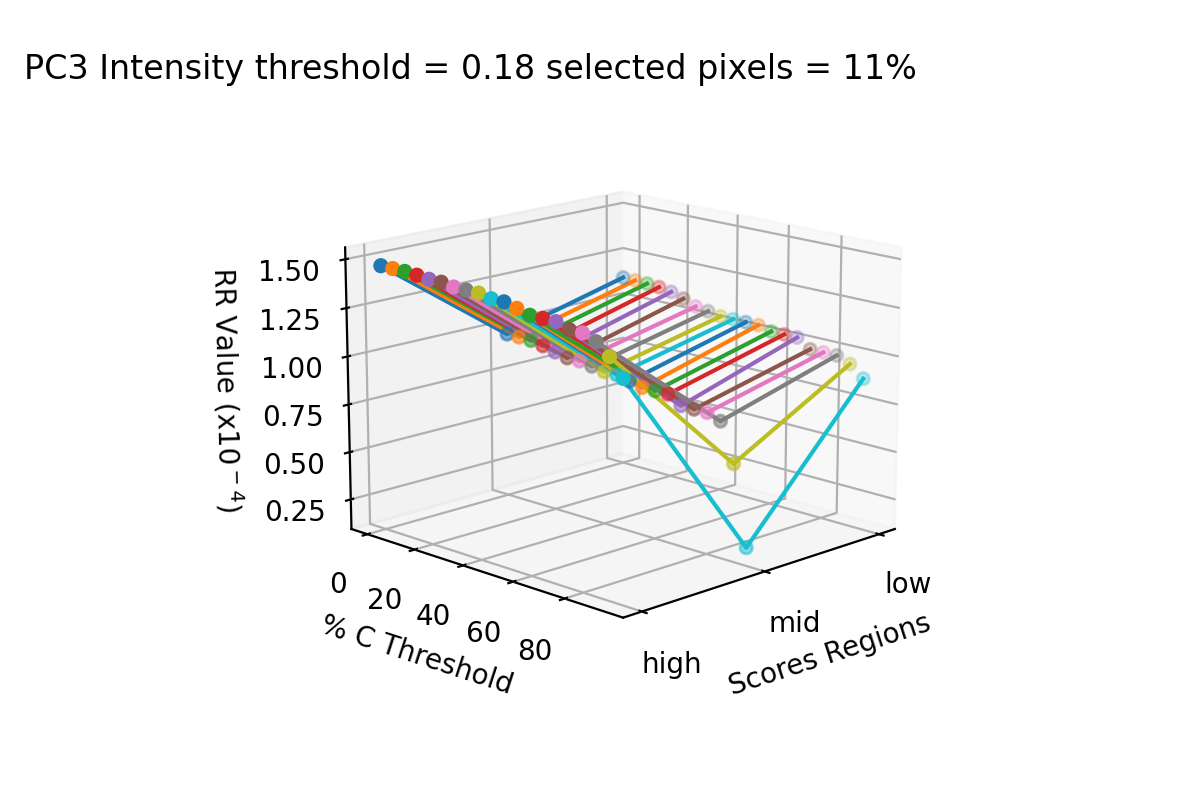 PC3 Intensity threshold = 0.18 selected pixels = 11%
RR Value (x10⁻⁴)
1.50
1.25
1.00
0.75
0.50
0.25
0
20
40
60
80
% C Threshold
high
mid
low
Scores Regions